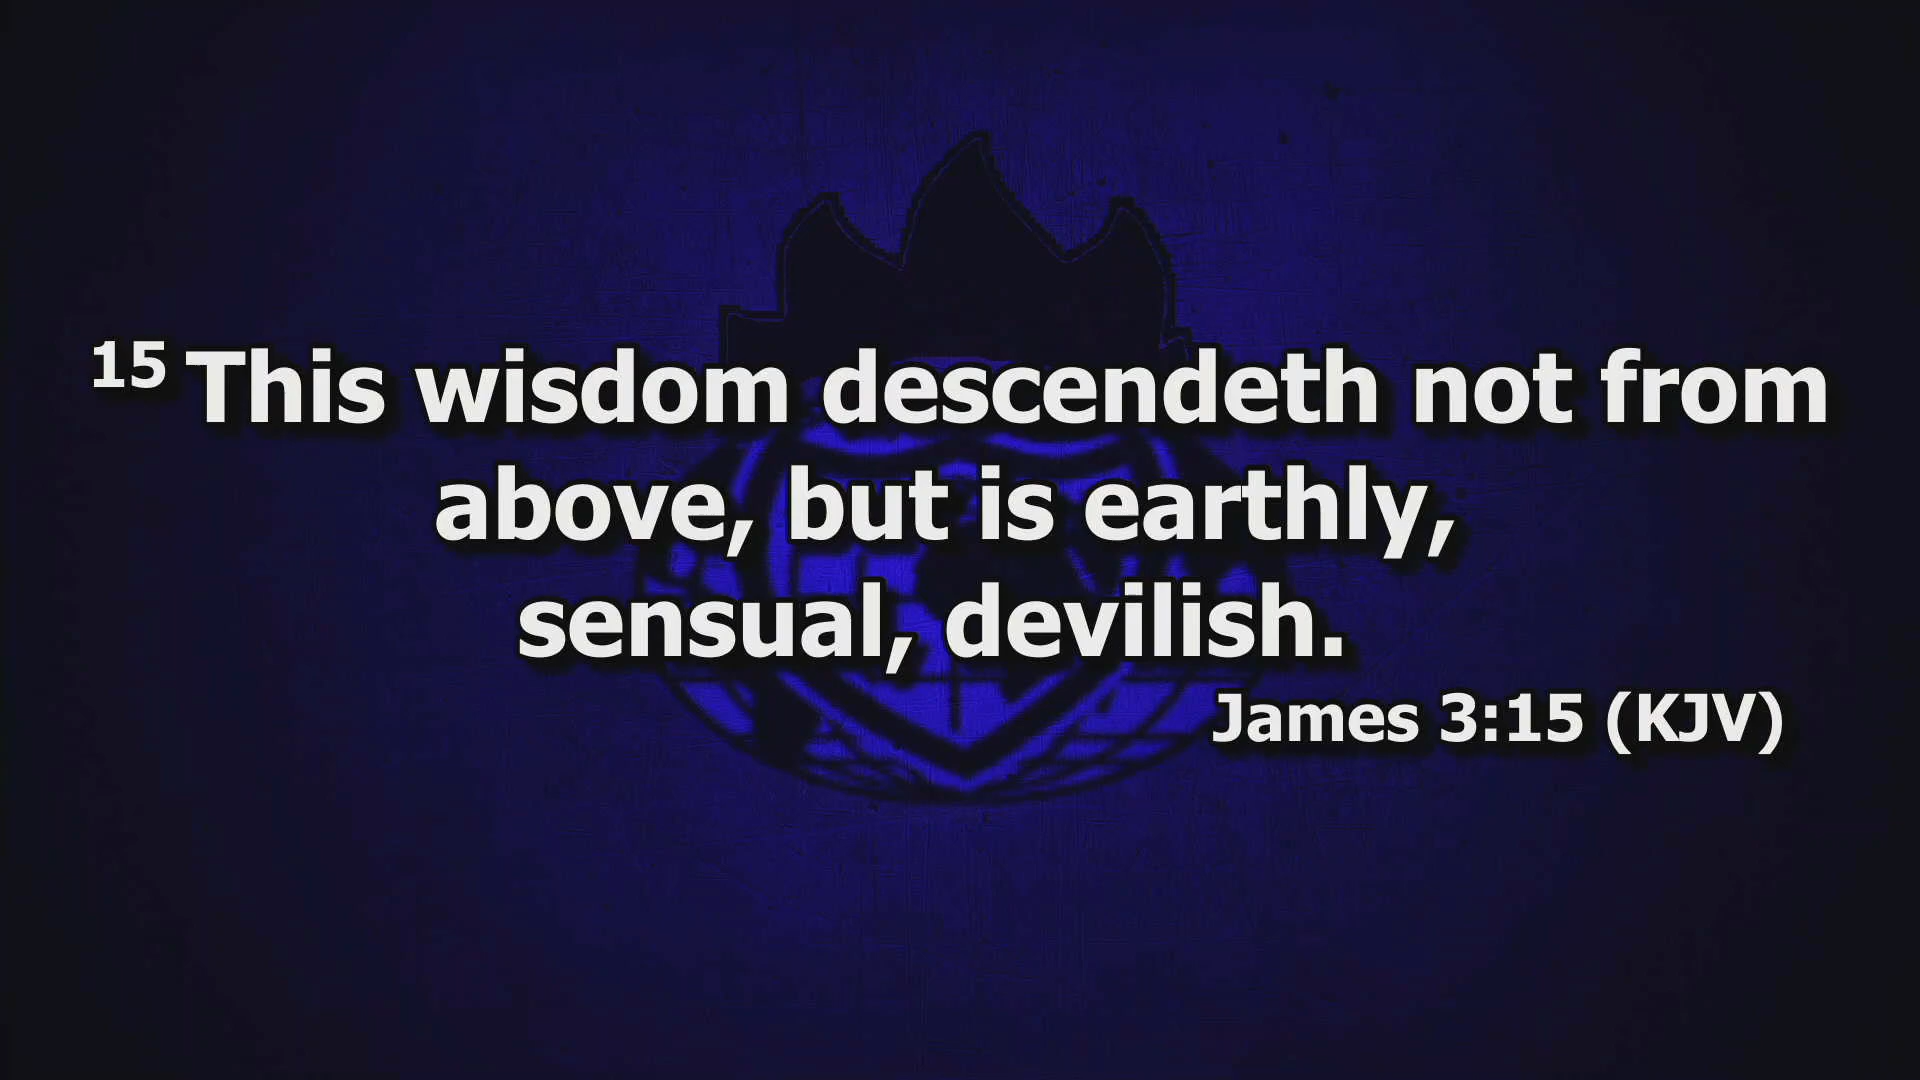 15 This wisdom descendeth not from
above, but is earthly,
sensual, devilish.
James 3:15 (KJV)